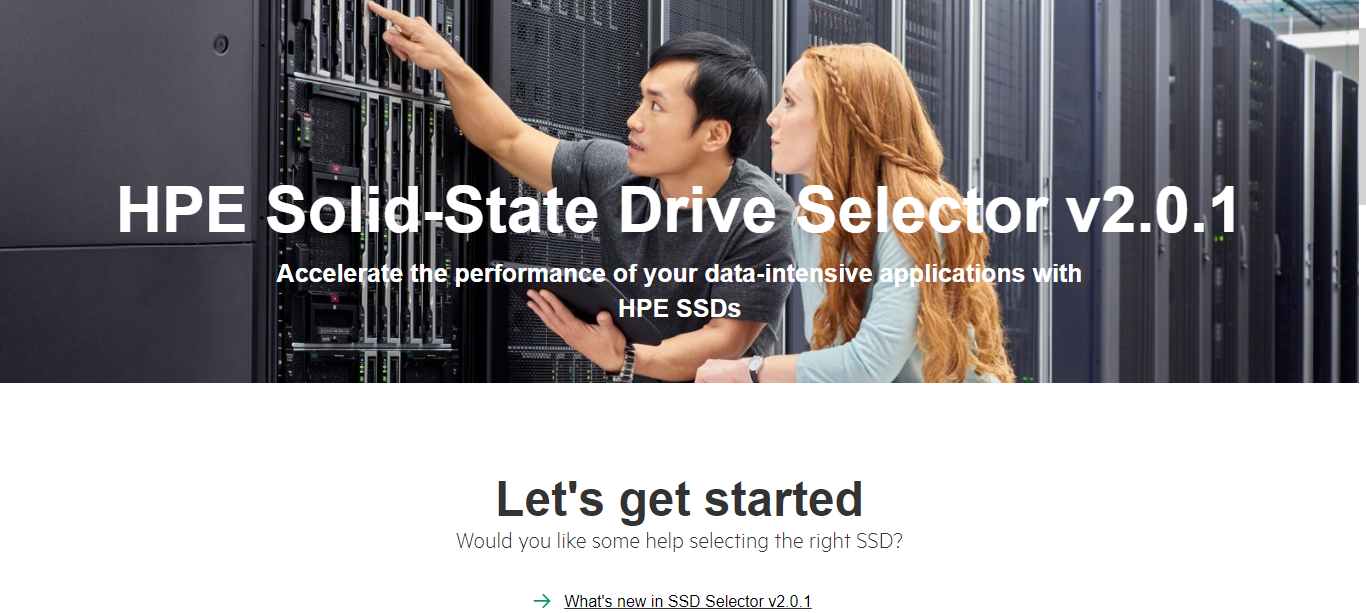 HPE Solid-State Drive Selector v2.0.1
Accelerate the performance of your data-intensive applications with
HPE SSDs
Let's get started
Would you like some help selecting the right SSD?
What's new in SSD Selector v2.0.1